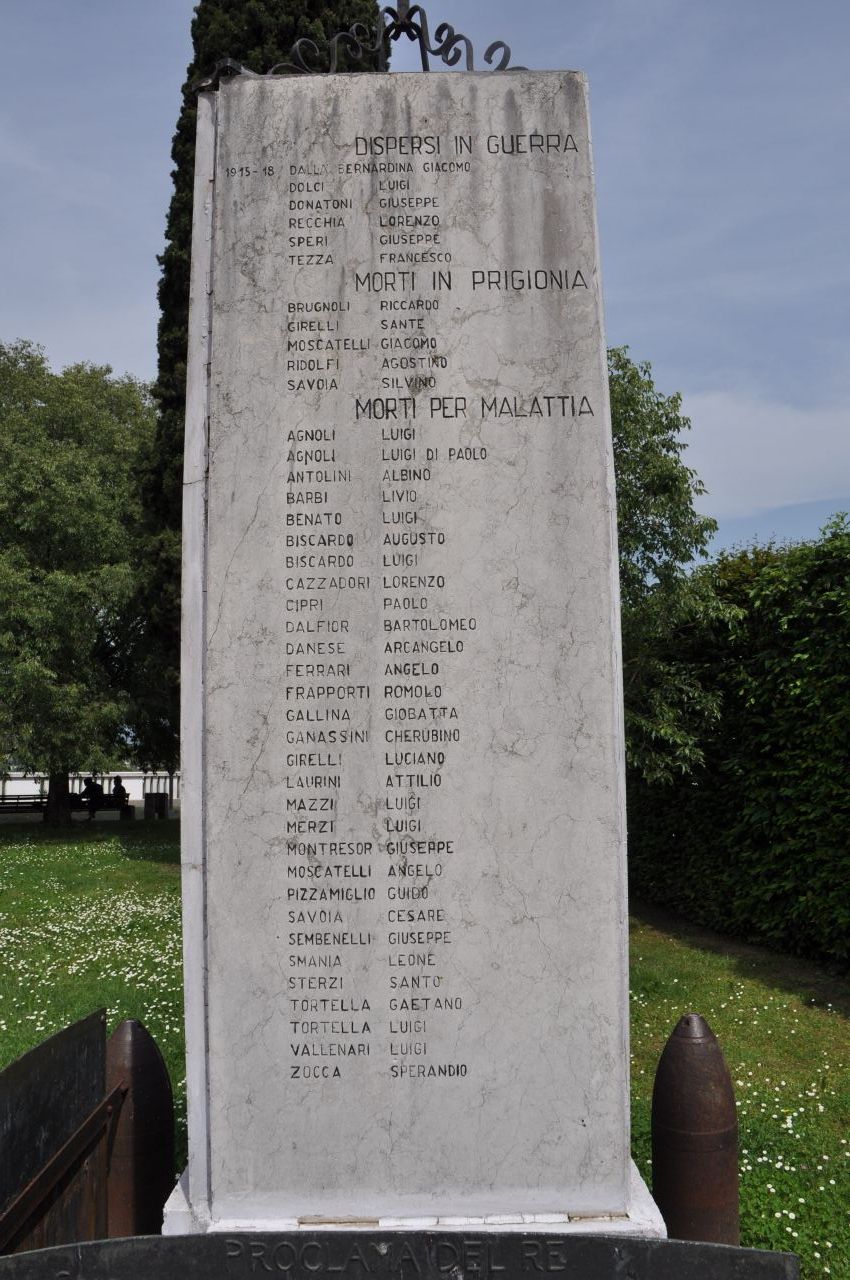 DISPERSI IN GUERRA
1915-18 DALLA BERNARDINA GIACOMO
DOLCI LUIGI
DONATONI GIUSEPPE
RECCHIA LORENZO
SPERI GIUSEPPE
TEZZA FRANCESCO
MORTI IN PRIGIONIA
BRUGNOLI RICCARDO
GIRELLI SANTE
MOSCATELLI GIACOMO
RIDOLFI AGOSTINO
SAVOIA SILVINO
MORTI PER MALATTIA
AGNOLI LUIGI
AGNOLI LUIGI DI PAOLO
ANTOLINI ALBINO
BARBI LIVIO
BENATO LUIGI
BISCARDO AUGUSTO
BISCARDO LUIGI
CAZZADORI LORENZO
CIPRI PAOLO
DALFIOR BARTOLOMEO
DANESE ARCANGELO
FERRARI ANGELO
FRAPPORTI ROMOLO
GALLINA GIOBATTA
GANASSINI CHERUBINO
GIRELLI LUCIANO
LAURINI ATTILIO
MAZZI LUIGI
MERZI LUIGI
MONTRESOR GIUSEPPE
MOSCATELLI ANGELO
PIZZAMIGLIO GUIDO
SAVOIA CESARE
SEMBENELLI GIUSEPPE
SMANIA LEONE
STERZI SANTO
TORTELLA GAETANO
TORTELLA LUIGI
VALLENARI LUIGI
ZOCCA SPERANDIO
PROCLAMA DEL RE